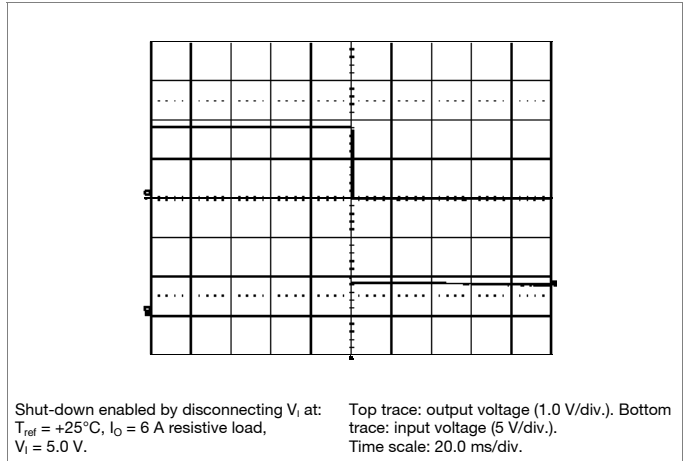 Shut-down enabled by disconnecting VI at:
Tref = +25°C, IO = 6 A resistive load,
VI = 5.0 V.
Top trace: output voltage (1.0 V/div.). Bottom
trace: input voltage (5 V/div.).
Time scale: 20.0 ms/div.